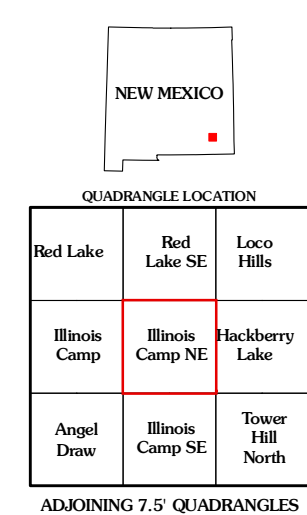 NEW MEXICO
QUADRANGLE LOCATION
Red Lake
Red
Lake SE
Loco
Hills
Illinois
Camp
Illinois
Camp NE
Hackberry
Lake
Angel
Draw
Illinois
Camp SE
Tower
Hill
North
ADJOINING 7.5' QUADRANGLES